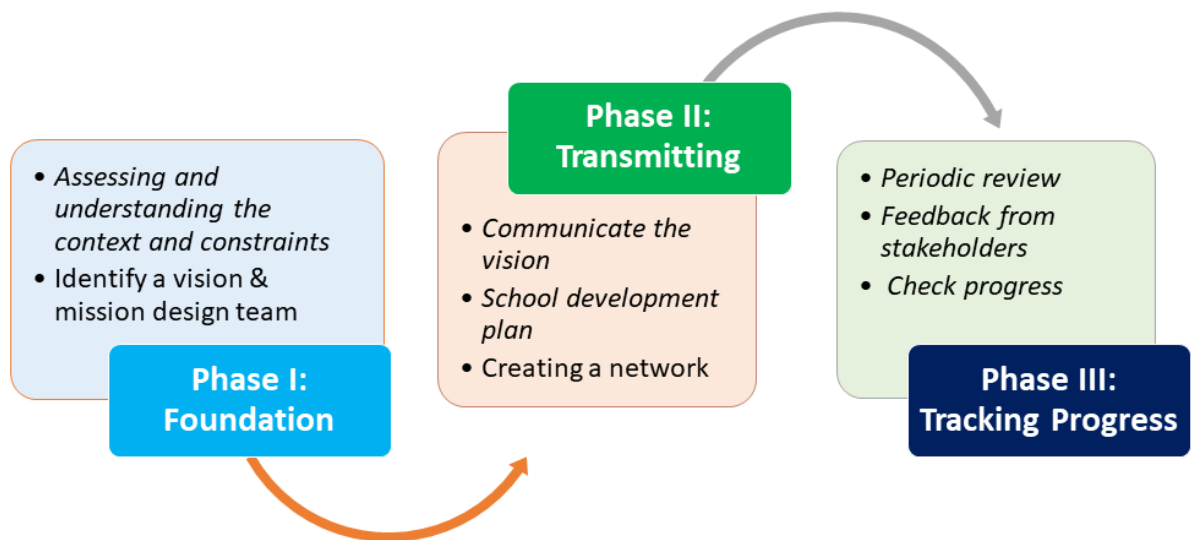 • Assessing and
understanding the
context and constraints
• Identify a vision &
mission design team
Phase I:
Foundation
Phase II:
Transmitting
• Communicate the
vision
• School development
plan
• Creating a network
• Periodic review
• Feedback from
stakeholders
• Check progress
Phase III:
Tracking Progress